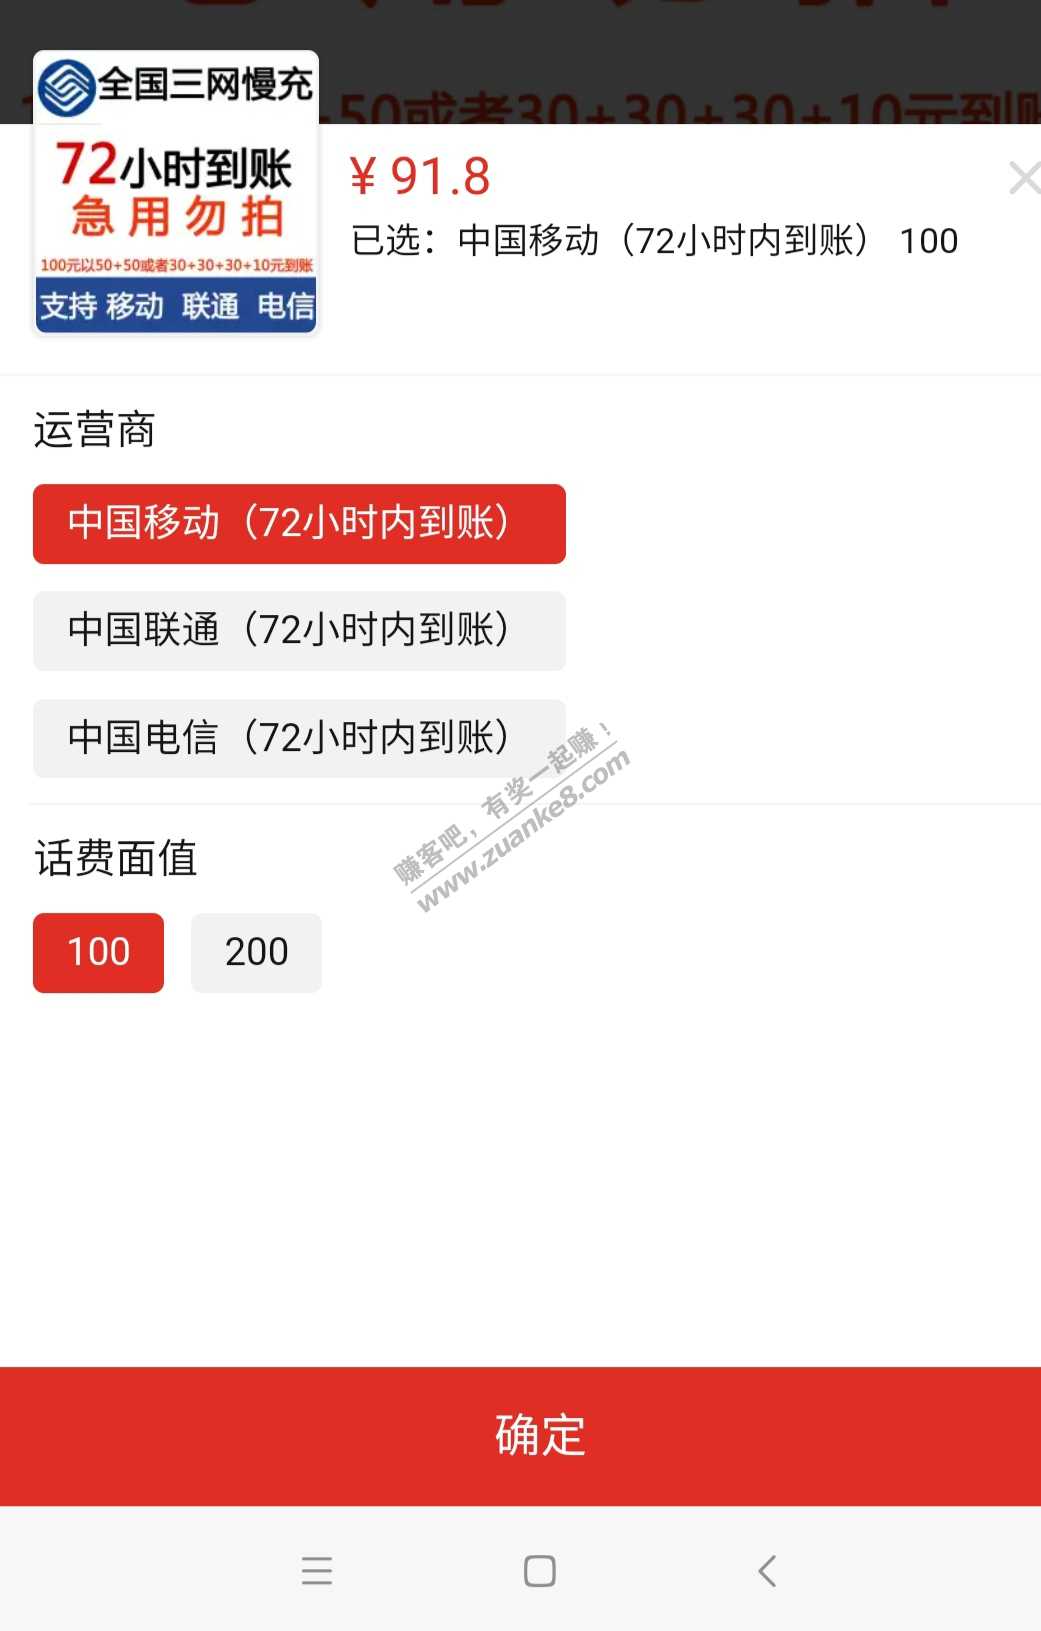 -50或者30+30+30+10元到账
全国三网慢充
72小时到账
急用勿拍
100元以50+50或者30+30+30+10元到账
支持 移动 联通 电信
¥ 91.8
已选：中国移动（72小时内到账） 100
运营商
中国移动（72小时内到账）
中国联通（72小时内到账）
中国电信（72小时内到账）
赚客吧，有奖一起赚！
www.zuanke8.com
话费面值
100
200
确定